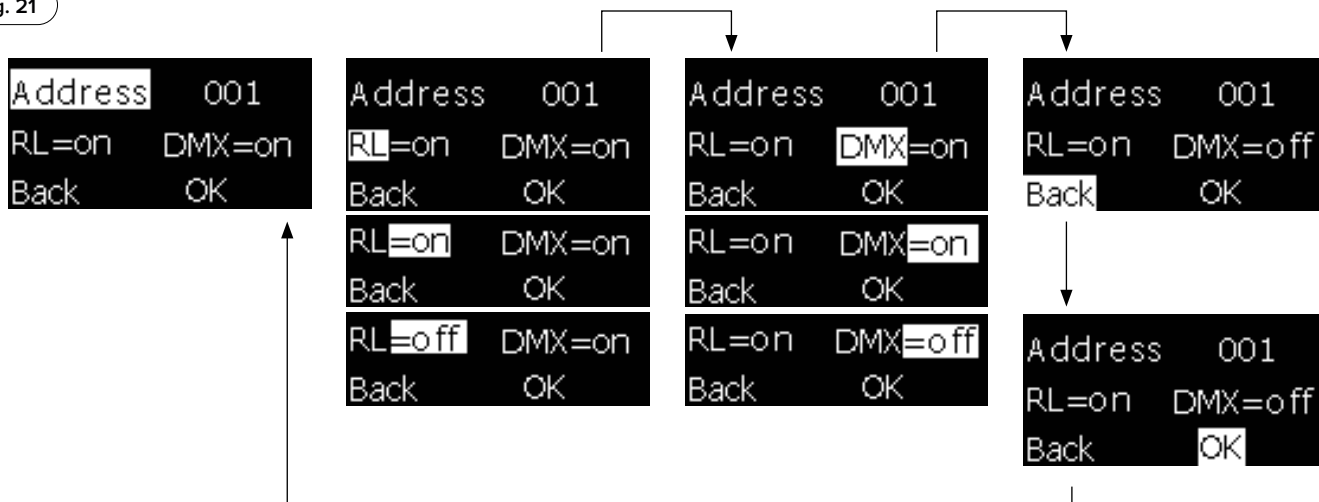 g. 21
Address 001
RL=on DMX=on
Back OK
Address 001
RL=on DMX=on
Back OK
RL=on DMX=on
Back OK
RL=off DMX=on
Back OK
Address 001
RL=on DMX=on
Back OK
RL=on DMX=on
Back OK
RL=on DMX=off
Back OK
Address 001
RL=on DMX=off
Back OK
Address 001
RL=on DMX=off
Back OK